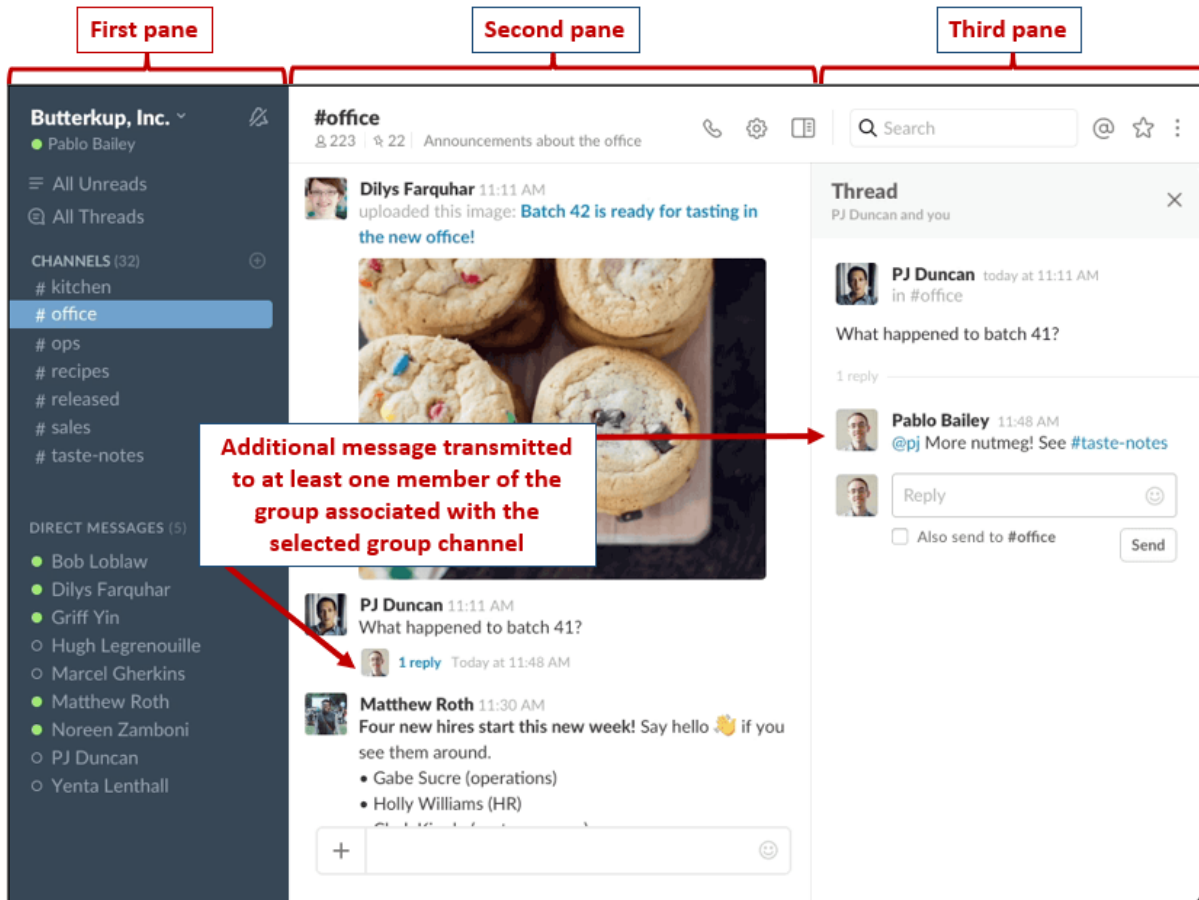 First pane
Second pane
Third pane
Butterkup, Inc.
Pablo Bailey
All Unreads
All Threads
CHANNELS (32)
# kitchen
# office
# ops
# recipes
# released
# sales
# taste-notes
DIRECT MESSAGES (5)
Bob Loblaw
Dilys Farquhar
Griff Yin
Hugh Legrenouille
Marcel Gherkins
Matthew Roth
Noreen Zamboni
PJ Duncan
Yenta Lenthall
#office
223 | 22 | Announcements about the office
Dilys Farquhar 11:11 AM
uploaded this image: Batch 42 is ready for tasting in
the new office!
Additional message transmitted
to at least one member of the
group associated with the
selected group channel
PJ Duncan 11:11 AM
What happened to batch 41?
1 reply Today at 11:48 AM
Matthew Roth 11:30 AM
Four new hires start this new week! Say hello 👋 if you
see them around.
• Gabe Sucre (operations)
• Holly Williams (HR)
+
Search
@
Thread
PJ Duncan and you
PJ Duncan today at 11:11 AM
in #office
What happened to batch 41?
1 reply
Pablo Bailey 11:48 AM
@pj More nutmeg! See #taste-notes
Reply
Also send to #office
Send